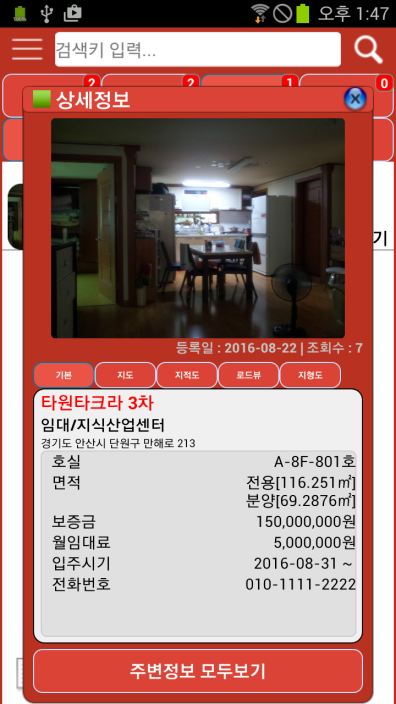 오후 1:47
검색키 입력...
2
2
1
0
상세정보
기
등록일 : 2016-08-22 | 조회수 : 7
기본
지도
지적도
로드뷰
지형도
타원타크라 3차
임대/지식산업센터
경기도 안산시 단원구 만해로 213
호실 A-8F-801호
면적 전용[116.251㎡]
분양[69.2876㎡]
보증금 150,000,000원
월임대료 5,000,000원
입주시기 2016-08-31 ~
전화번호 010-1111-2222
주변정보 모두보기